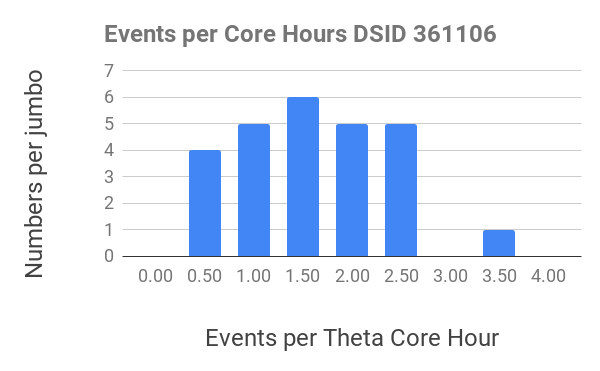 Events per Core Hours DSID 361106
Numbers per jumbo
7
6
5
4
3
2
1
0
0.00 0.50 1.00 1.50 2.00 2.50 3.00 3.50 4.00
Events per Theta Core Hour